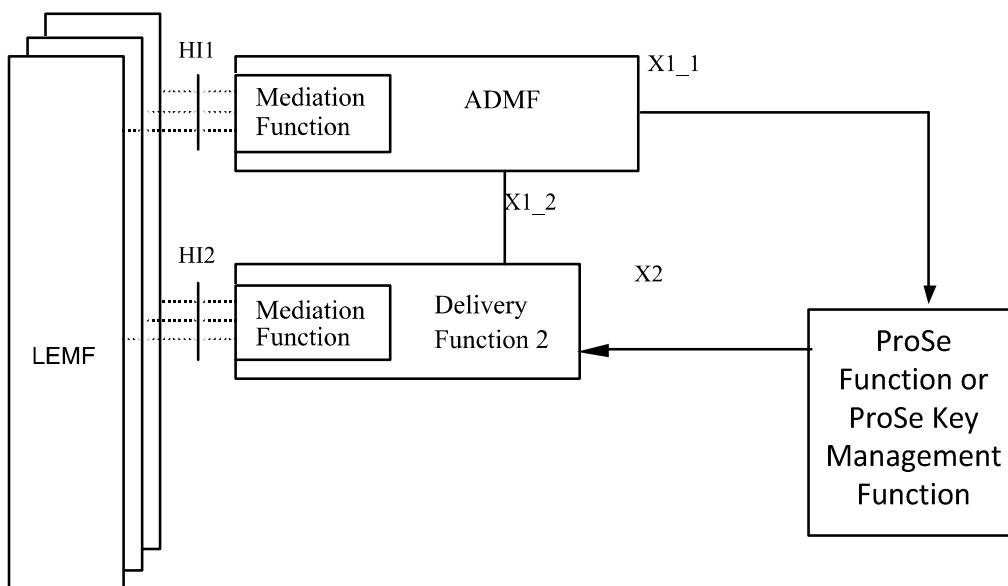 HI1
X1_1
Mediation
Function
ADMF
X1_2
HI2
X2
Mediation
Function
Delivery
Function 2
LEMF
ProSe
Function or
ProSe Key
Management
Function